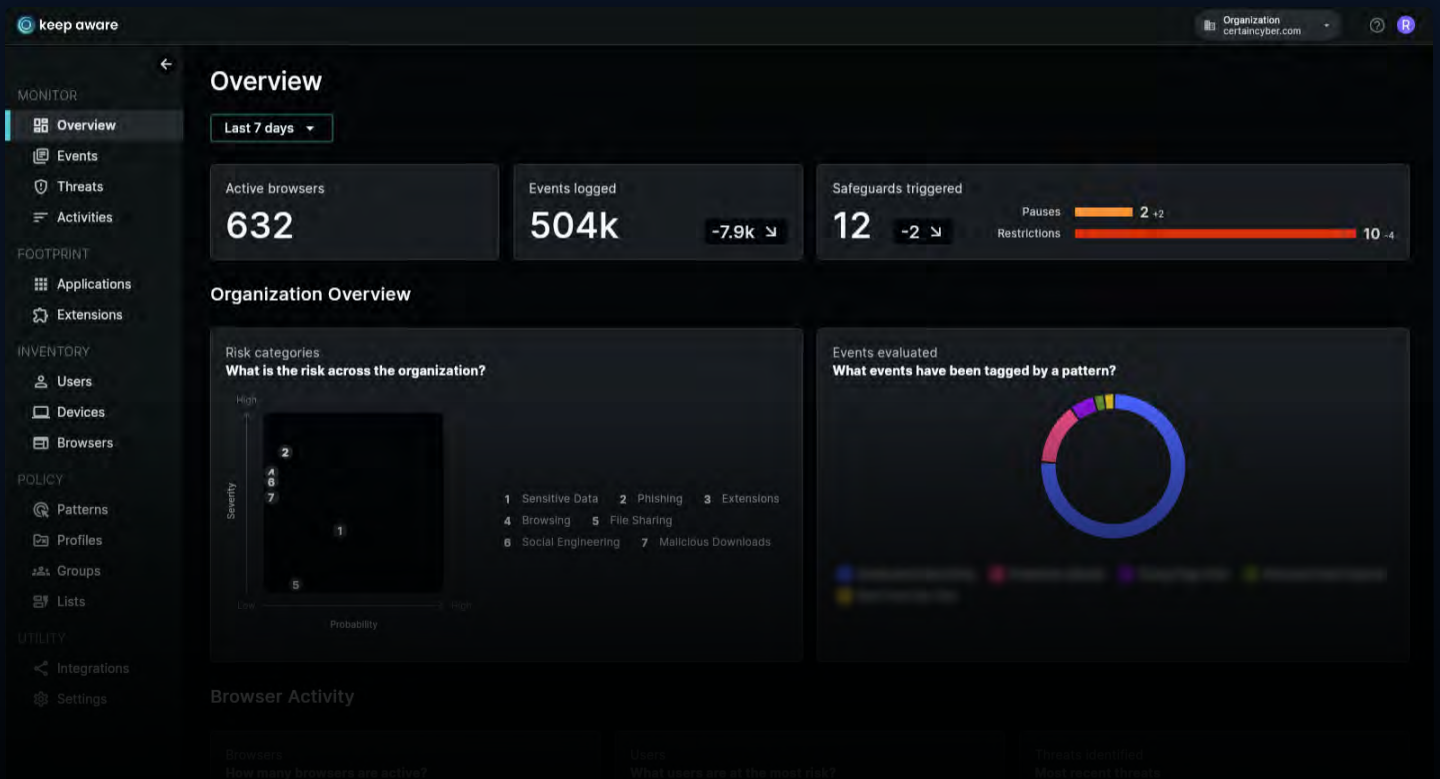 keep aware
Organization
certaincyber.com
R
MONITOR
Overview
Events
Threats
Activities
FOOTPRINT
Applications
Extensions
INVENTORY
Users
Devices
Browsers
POLICY
Patterns
Profiles
Groups
Lists
UTILITY
Integrations
Settings
Overview
Last 7 days
Active browsers
632
Events logged
504k
-7.9k
Safeguards triggered
12
-2
Pauses 2 +2
Restrictions 10 -4
Organization Overview
Risk categories
What is the risk across the organization?
High
Severity
2
4
6
7
1
5
Low High
Probability
1 Sensitive Data 2 Phishing 3 Extensions
4 Browsing 5 File Sharing
6 Social Engineering 7 Malicious Downloads
Events evaluated
What events have been tagged by a pattern?
Browser Activity
Browsers
How many browsers are active?
Users
What users are at the most risk?
Threats identified
Most recent threats